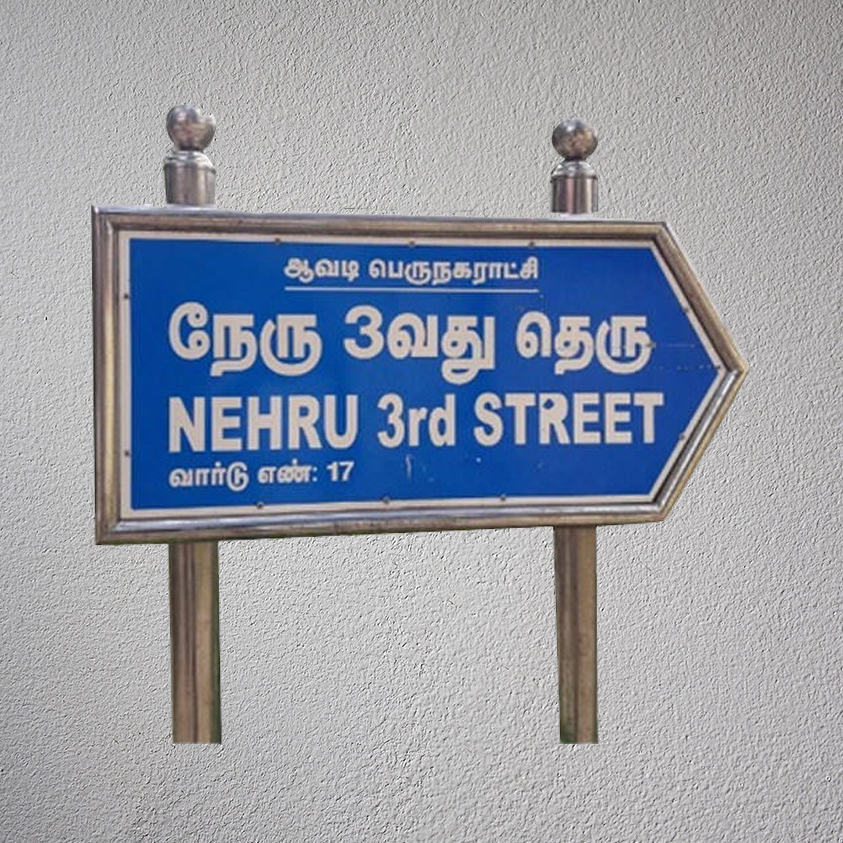 ஆவடி பெருநகராட்சி
நேரு 3வது தெரு
NEHRU 3rd STREET
வார்டு எண்: 17